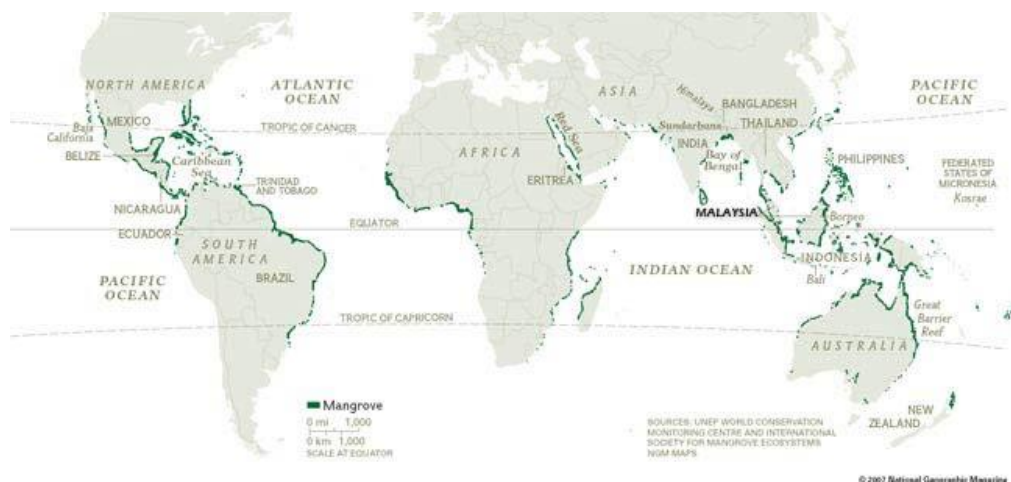 NORTH AMERICA
ATLANTIC
OCEAN
ASIA
Himalaya
PACIFIC
OCEAN
BANGLADESH
MEXICO
Baja
California
TROPIC OF CANCER
Red Sea
Sundarbans
THAILAND
BELIZE
Caribbean
Sea
AFRICA
INDIA
Bay of
Bengal
PHILIPPINES
FEDERATED
STATES OF
MICRONESIA
Kosrae
TRINIDAD
AND TOBAGO
ERITREA
NICARAGUA
MALAYSIA
Borneo
EQUATOR
ECUADOR
SOUTH
AMERICA
INDONESIA
INDIAN OCEAN
Bali
BRAZIL
PACIFIC
OCEAN
Great
Barrier
Reef
TROPIC OF CAPRICORN
AUSTRALIA
Mangrove
0 mi 1,000
0 km 1,000
SCALE AT EQUATOR
NEW
ZEALAND
SOURCES: UNEP WORLD CONSERVATION
MONITORING CENTRE AND INTERNATIONAL
SOCIETY FOR MANGROVE ECOSYSTEMS
NGM MAPS
© 2007 National Geographic Magazine